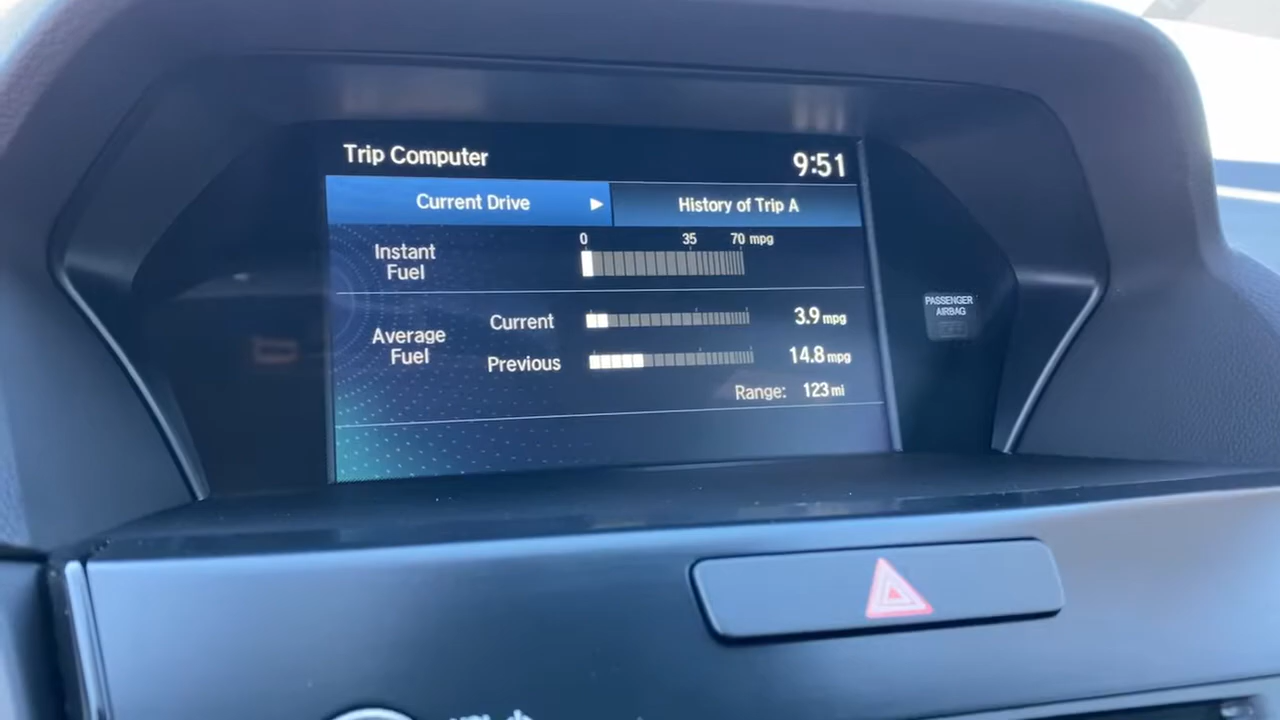 Trip Computer
9:51
Current Drive ▶
History of Trip A
0 35 70 mpg
Instant
Fuel
Average
Fuel
Current 3.9 mpg
Previous 14.8 mpg
Range: 123 mi
PASSENGER
AIRBAG